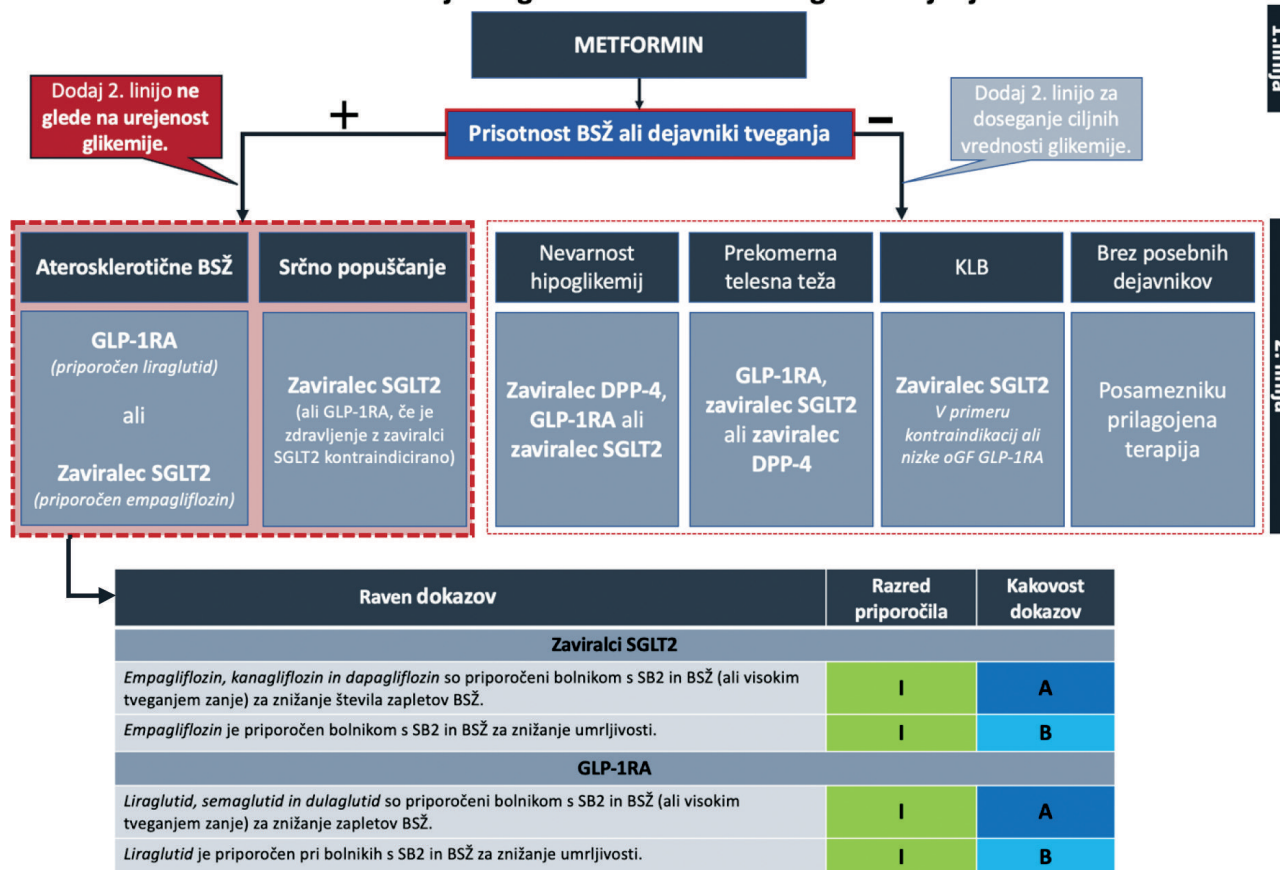 METFORMIN
1.linija
Dodaj 2. linijo ne
glede na urejenost
glikemije.
+
Prisotnost BSŽ ali dejavniki tveganja
–
Dodaj 2. linijo za
doseganje ciljnih
vrednosti glikemije.
Aterosklerotične BSŽ
GLP-1RA
(priporočen liraglutid)
ali
Zaviralec SGLT2
(priporočen empagliflozin)
Srčno popuščanje
Zaviralec SGLT2
(ali GLP-1RA, če je
zdravljenje z zaviralci
SGLT2 kontraindicirano)
Nevarnost
hipoglikemij
Zaviralec DPP-4,
GLP-1RA ali
zaviralec SGLT2
Prekomerna
telesna teža
GLP-1RA,
zaviralec SGLT2
ali zaviralec
DPP-4
KLB
Zaviralec SGLT2
V primeru
kontraindikacij ali
nizke oGF GLP-1RA
Brez posebnih
dejavnikov
Posamezniku
prilagojena
terapija
2. linija
Raven dokazov
Razred
priporočila
Kakovost
dokazov
Zaviralci SGLT2
Empagliflozin, kanagliflozin in dapagliflozin so priporočeni bolnikom s SB2 in BSŽ (ali visokim
tveganjem zanje) za znižanje števila zapletov BSŽ.
I
A
Empagliflozin je priporočen bolnikom s SB2 in BSŽ za znižanje umrljivosti.
I
B
GLP-1RA
Liraglutid, semaglutid in dulaglutid so priporočeni bolnikom s SB2 in BSŽ (ali visokim
tveganjem zanje) za znižanje zapletov BSŽ.
I
A
Liraglutid je priporočen pri bolnikih s SB2 in BSŽ za znižanje umrljivosti.
I
B